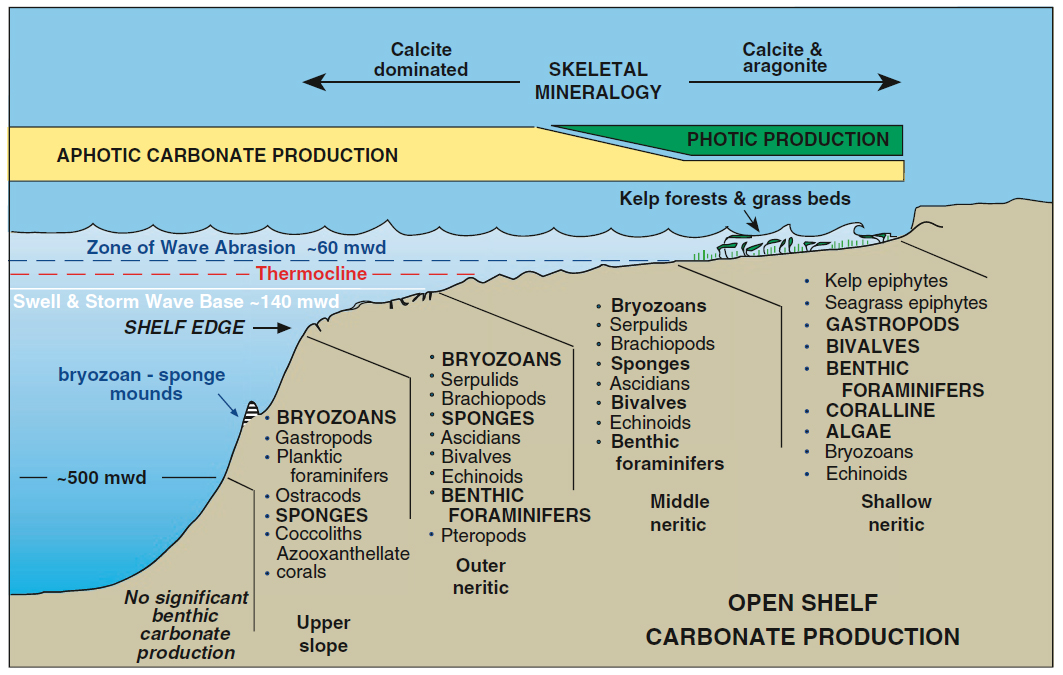 Calcite
dominated
SKELETAL
MINERALOGY
Calcite &
aragonite
APHOTIC CARBONATE PRODUCTION
PHOTIC PRODUCTION
Kelp forests & grass beds
Zone of Wave Abrasion ~60 mwd
Thermocline
Swell & Storm Wave Base ~140 mwd
SHELF EDGE
bryozoan - sponge
mounds
~500 mwd
No significant
benthic
carbonate
production
• BRYOZOANS
• Gastropods
• Planktic
foraminifers
• Ostracods
• SPONGES
• Coccoliths
Azooxanthellate
• corals
Upper
slope
• BRYOZOANS
• Serpulids
• Brachiopods
• SPONGES
• Ascidians
• Bivalves
• Echinoids
• BENTHIC
FORAMINIFERS
• Pteropods
Outer
neritic
• Bryozoans
• Serpulids
• Brachiopods
• Sponges
• Ascidians
• Bivalves
• Echinoids
• Benthic
foraminifers
Middle
neritic
• Kelp epiphytes
• Seagrass epiphytes
• GASTROPODS
• BIVALVES
• BENTHIC
FORAMINIFERS
• CORALLINE
• ALGAE
• Bryozoans
• Echinoids
Shallow
neritic
OPEN SHELF
CARBONATE PRODUCTION